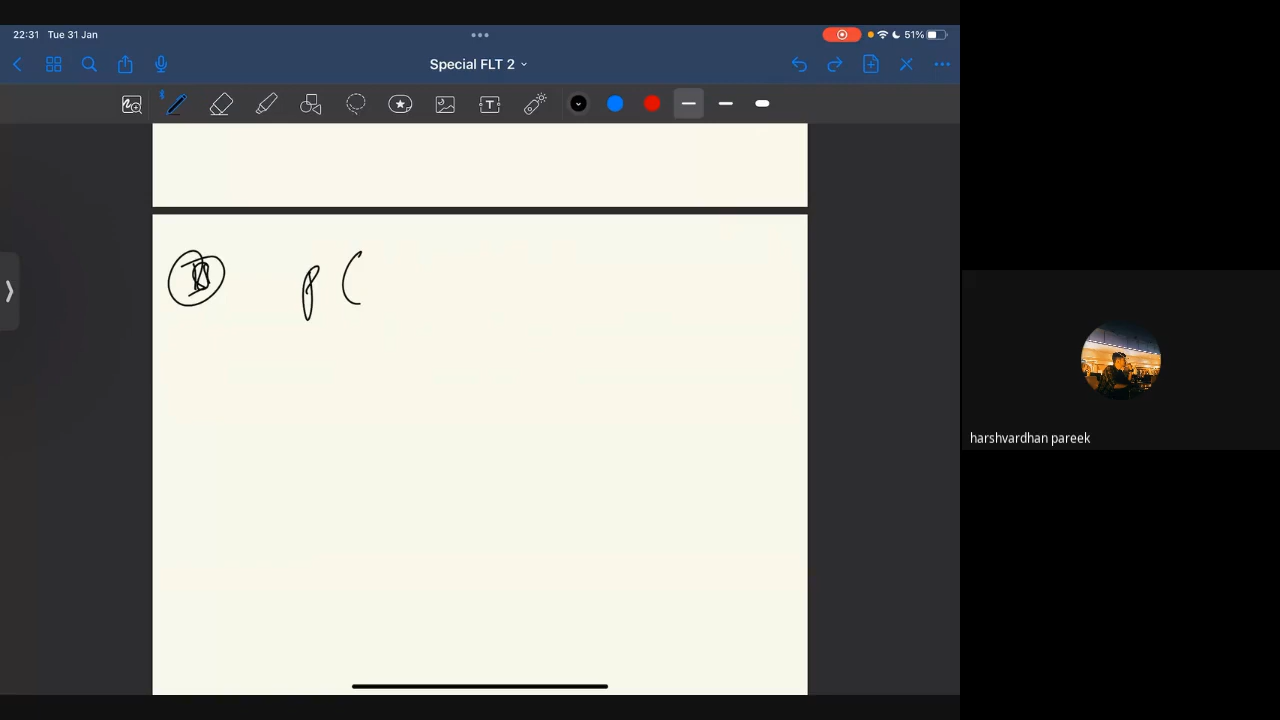 22:31 Tue 31 Jan
51%
Special FLT 2
T
p (
harshvardhan pareek